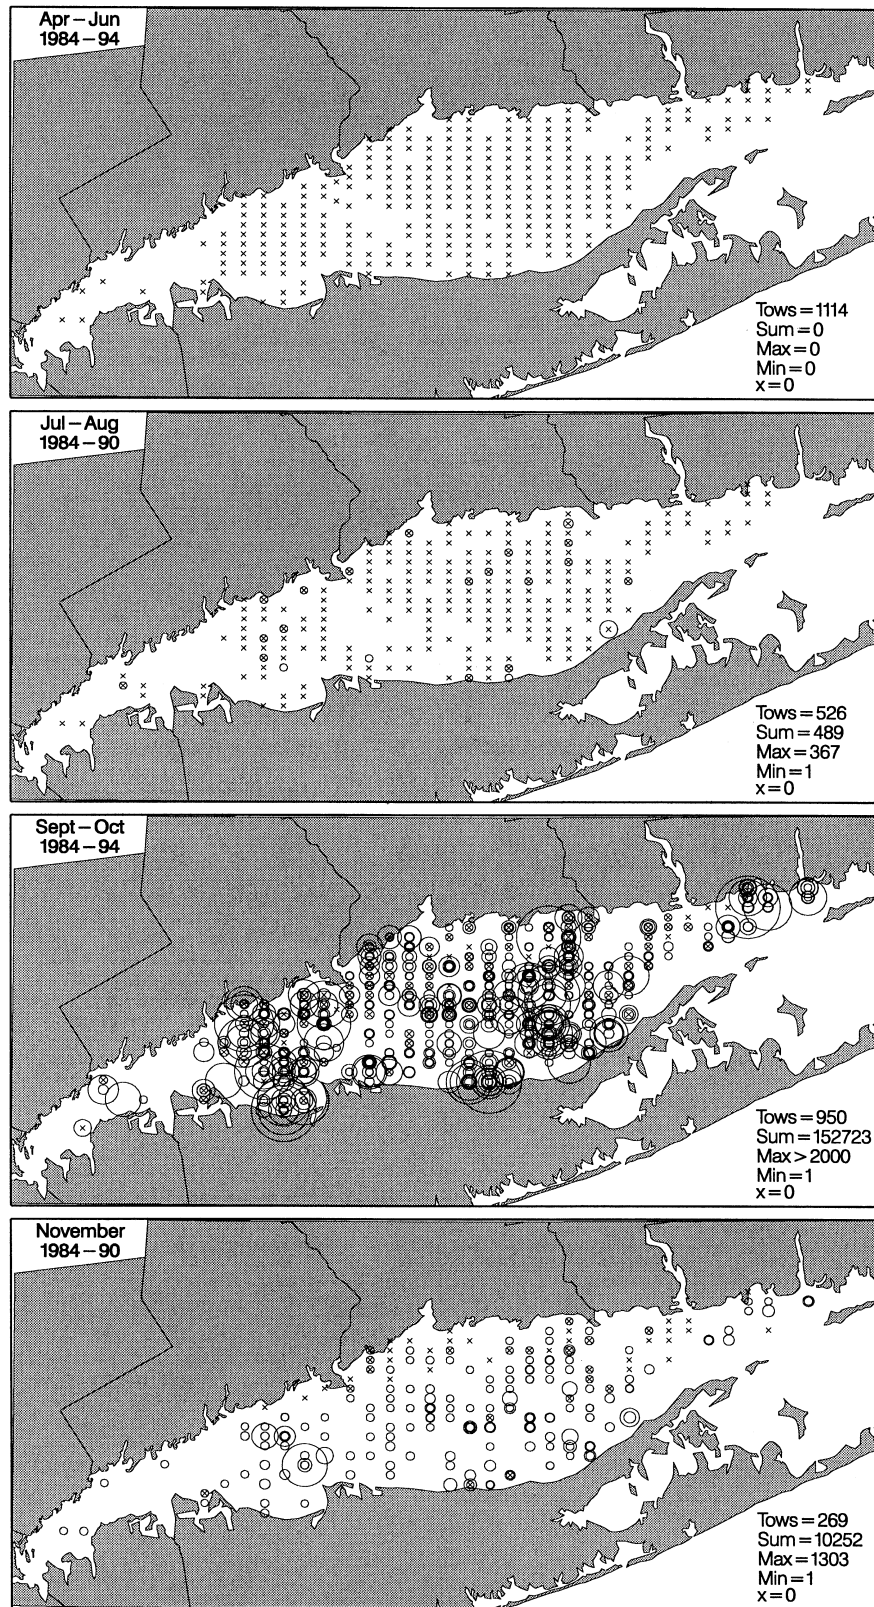 Apr–Jun
1984–94
Tows=1114
Sum=0
Max=0
Min=0
x=0
Jul–Aug
1984–90
Tows=526
Sum=489
Max=367
Min=1
x=0
Sept–Oct
1984–94
Tows=950
Sum=152723
Max>2000
Min=1
x=0
November
1984–90
Tows=269
Sum=10252
Max=1303
Min=1
x=0